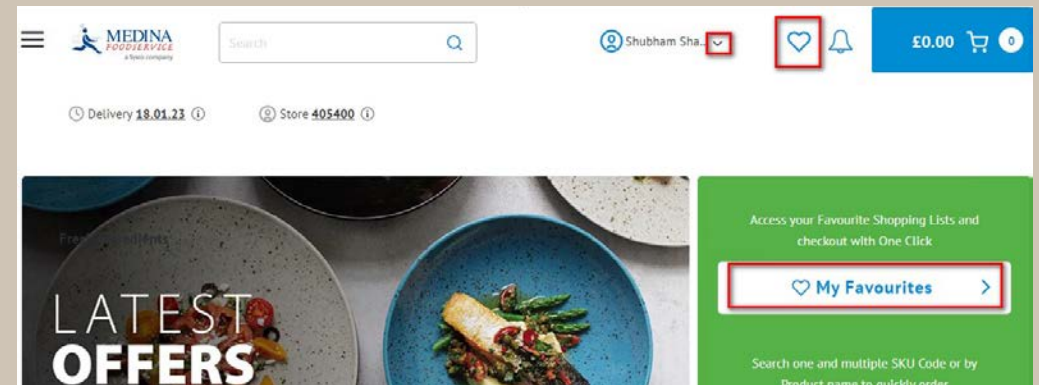 MEDINA
FOODSERVICE
Search
Shubham Sha..
£0.00
0
Delivery 18.01.23
Store 405400
LATEST
OFFERS
Access your Favourite Shopping Lists and
checkout with One Click
My Favourites
Search one and multiple SKU Code or by
Product name to quickly order